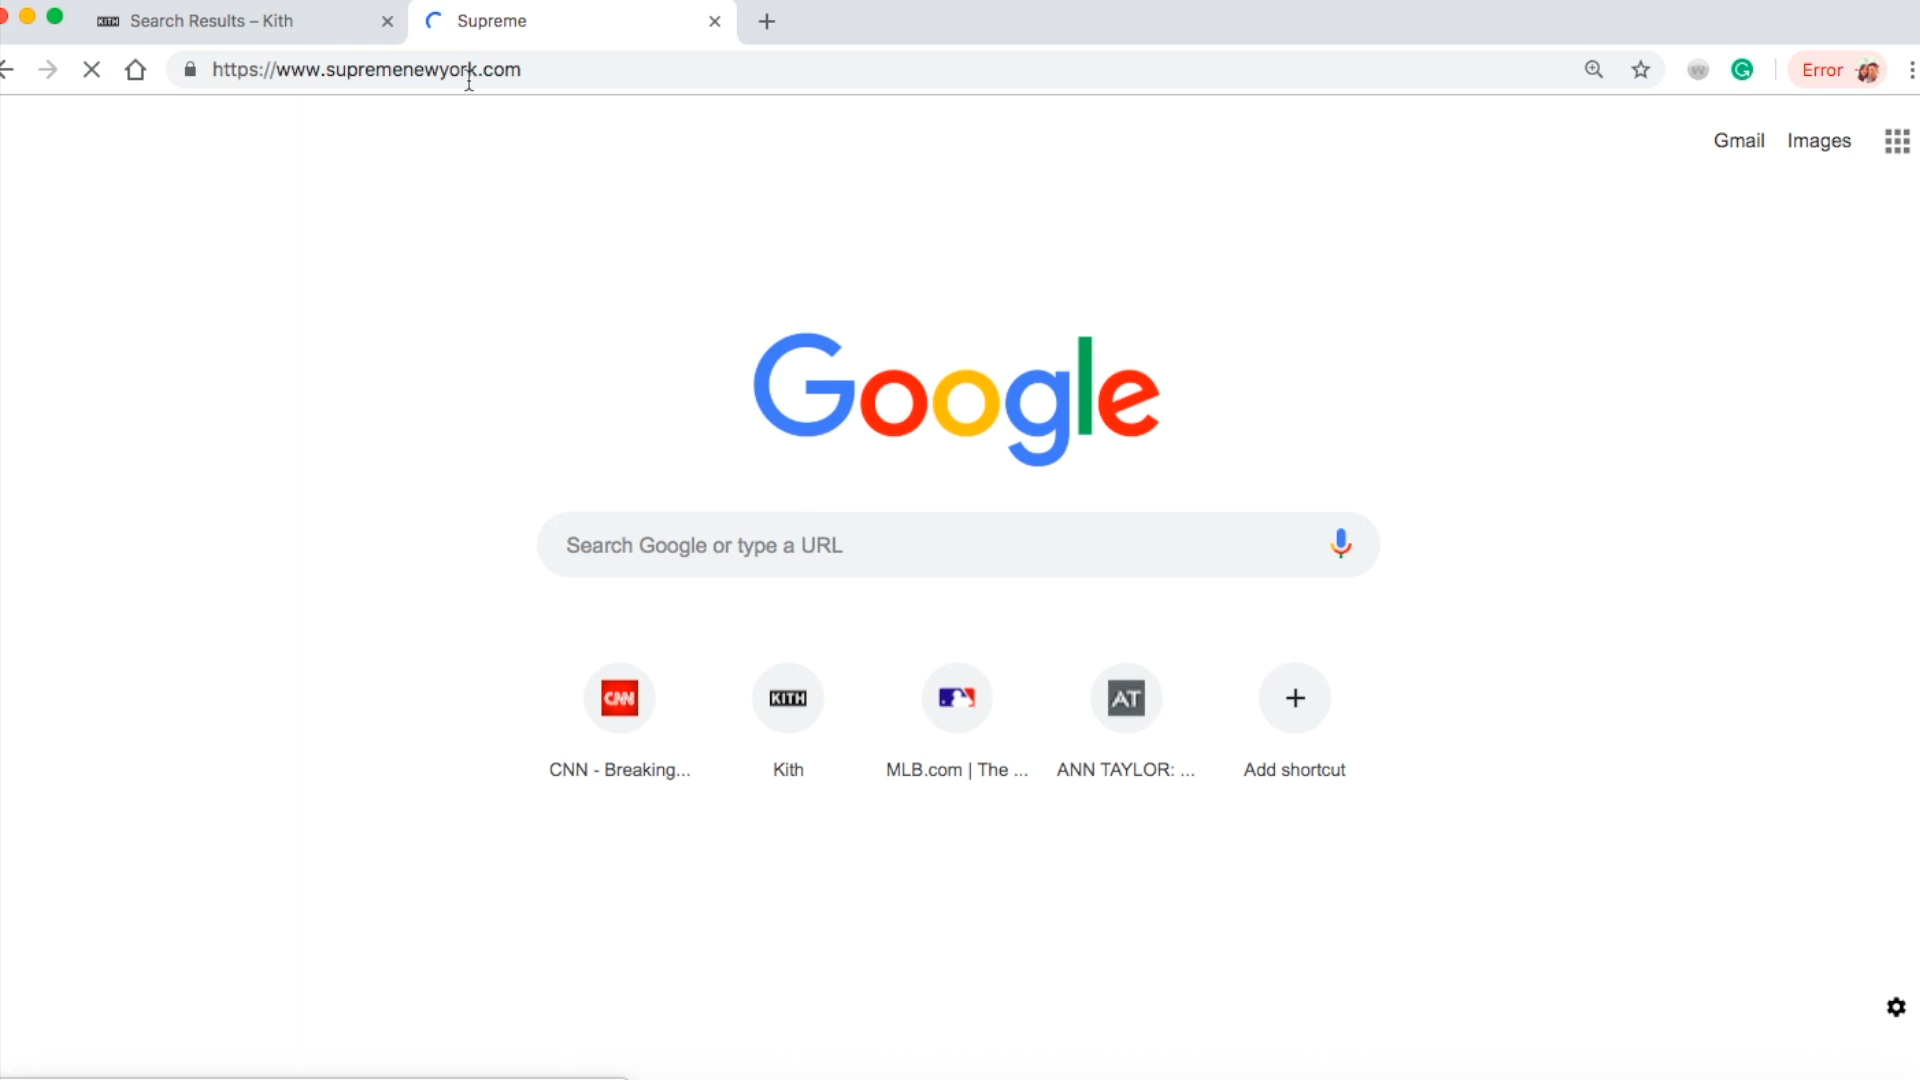 KITH Search Results – Kith
Supreme
https://www.supremenewyork.com
Error
Gmail Images
Google
Search Google or type a URL
CNN
KITH
AT
CNN - Breaking...
Kith
MLB.com | The ...
ANN TAYLOR: ...
Add shortcut